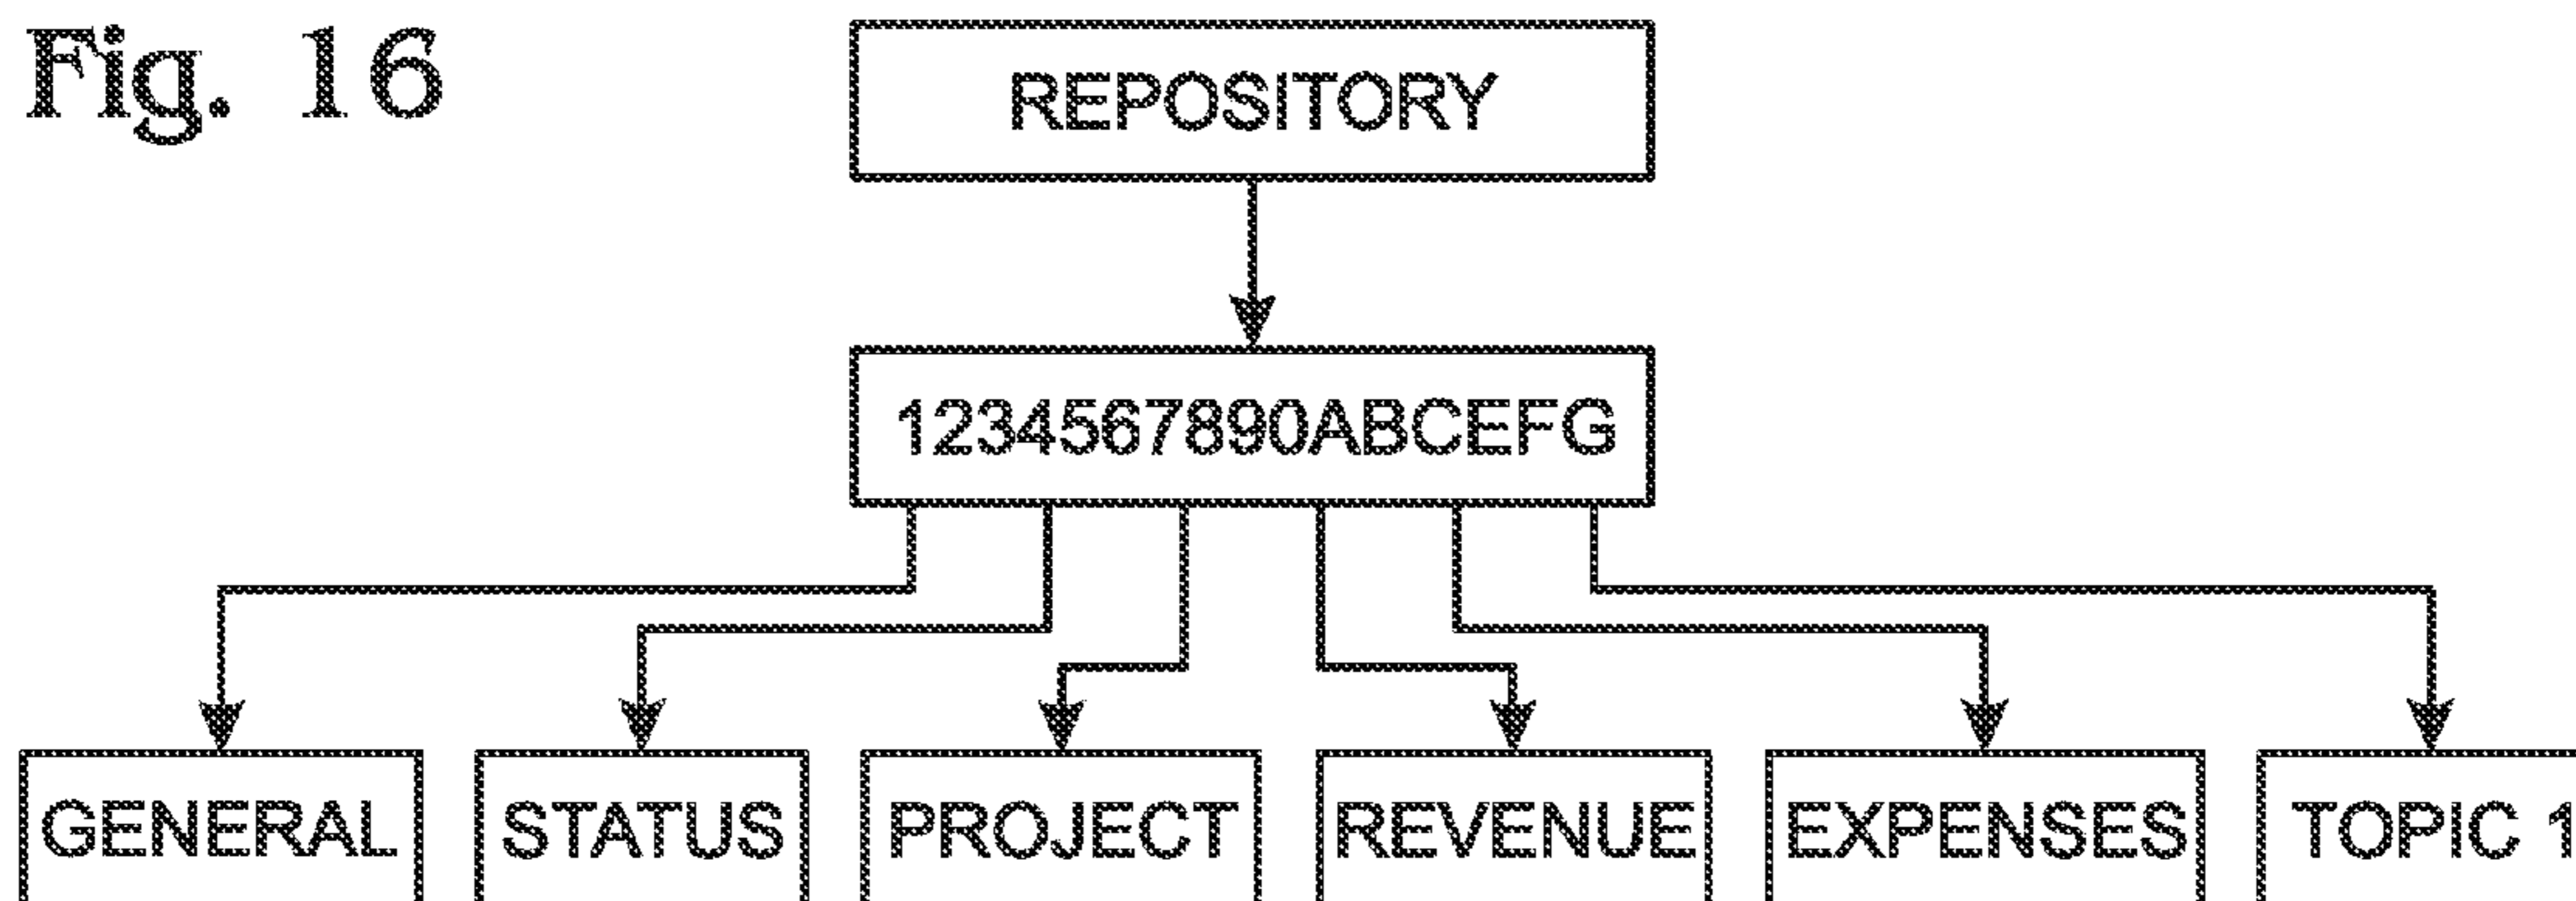 Fig. 16
REPOSITORY
1234567890ABCEFG
GENERAL
STATUS
PROJECT
REVENUE
EXPENSES
TOPIC 1